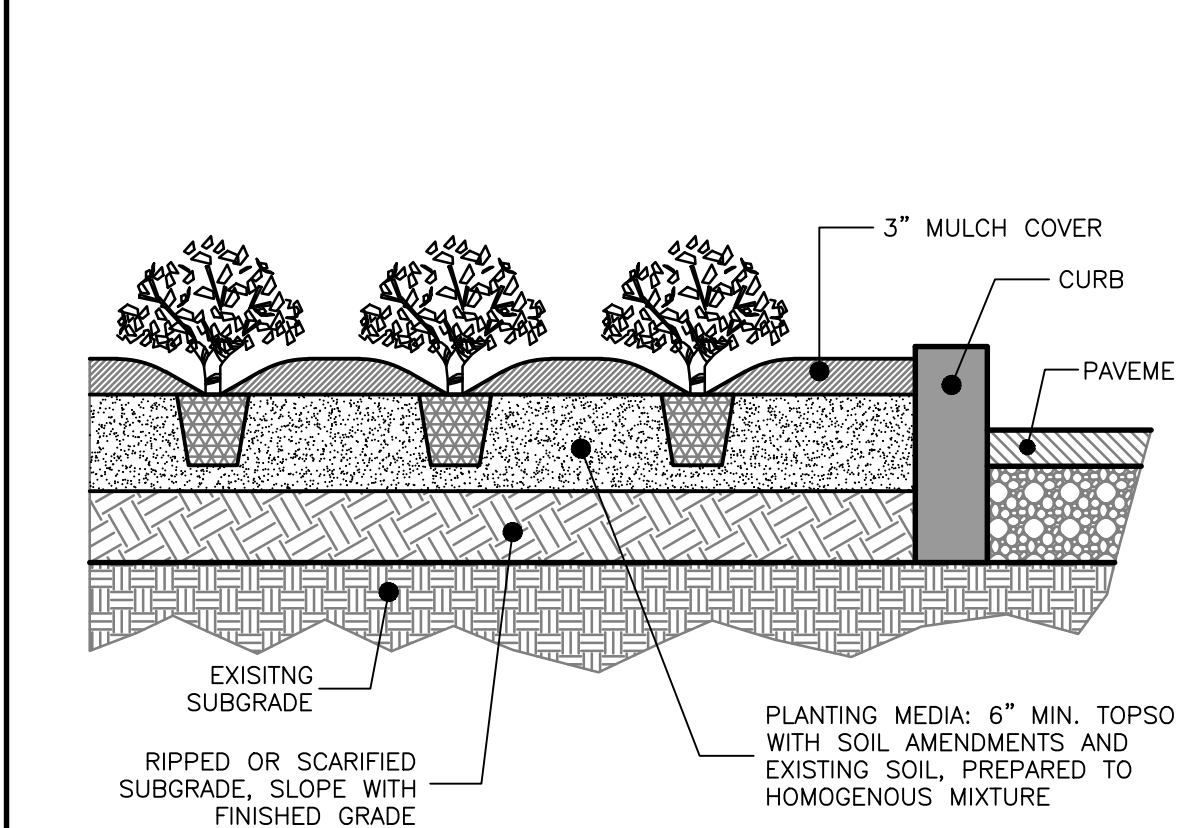 3” MULCH COVER
CURB
PAVEME
EXISITNG
SUBGRADE
RIPPED OR SCARIFIED
SUBGRADE, SLOPE WITH
FINISHED GRADE
PLANTING MEDIA: 6” MIN. TOPSO
WITH SOIL AMENDMENTS AND
EXISTING SOIL, PREPARED TO
HOMOGENOUS MIXTURE